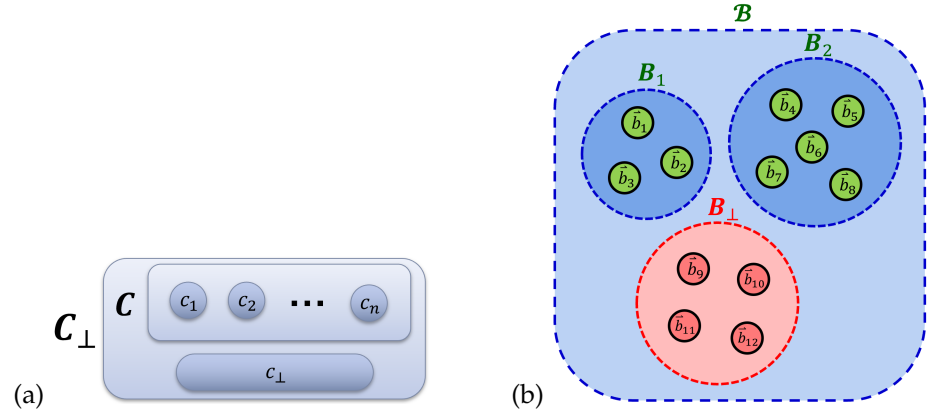 𝓑
B₁
B₂
b⃗₁
b⃗₂
b⃗₃
b⃗₄
b⃗₅
b⃗₆
b⃗₇
b⃗₈
B⊥
b⃗₉
b⃗₁₀
b⃗₁₁
b⃗₁₂
C⊥
C
c₁ c₂ ⋯ cₙ
c⊥
(a)
(b)